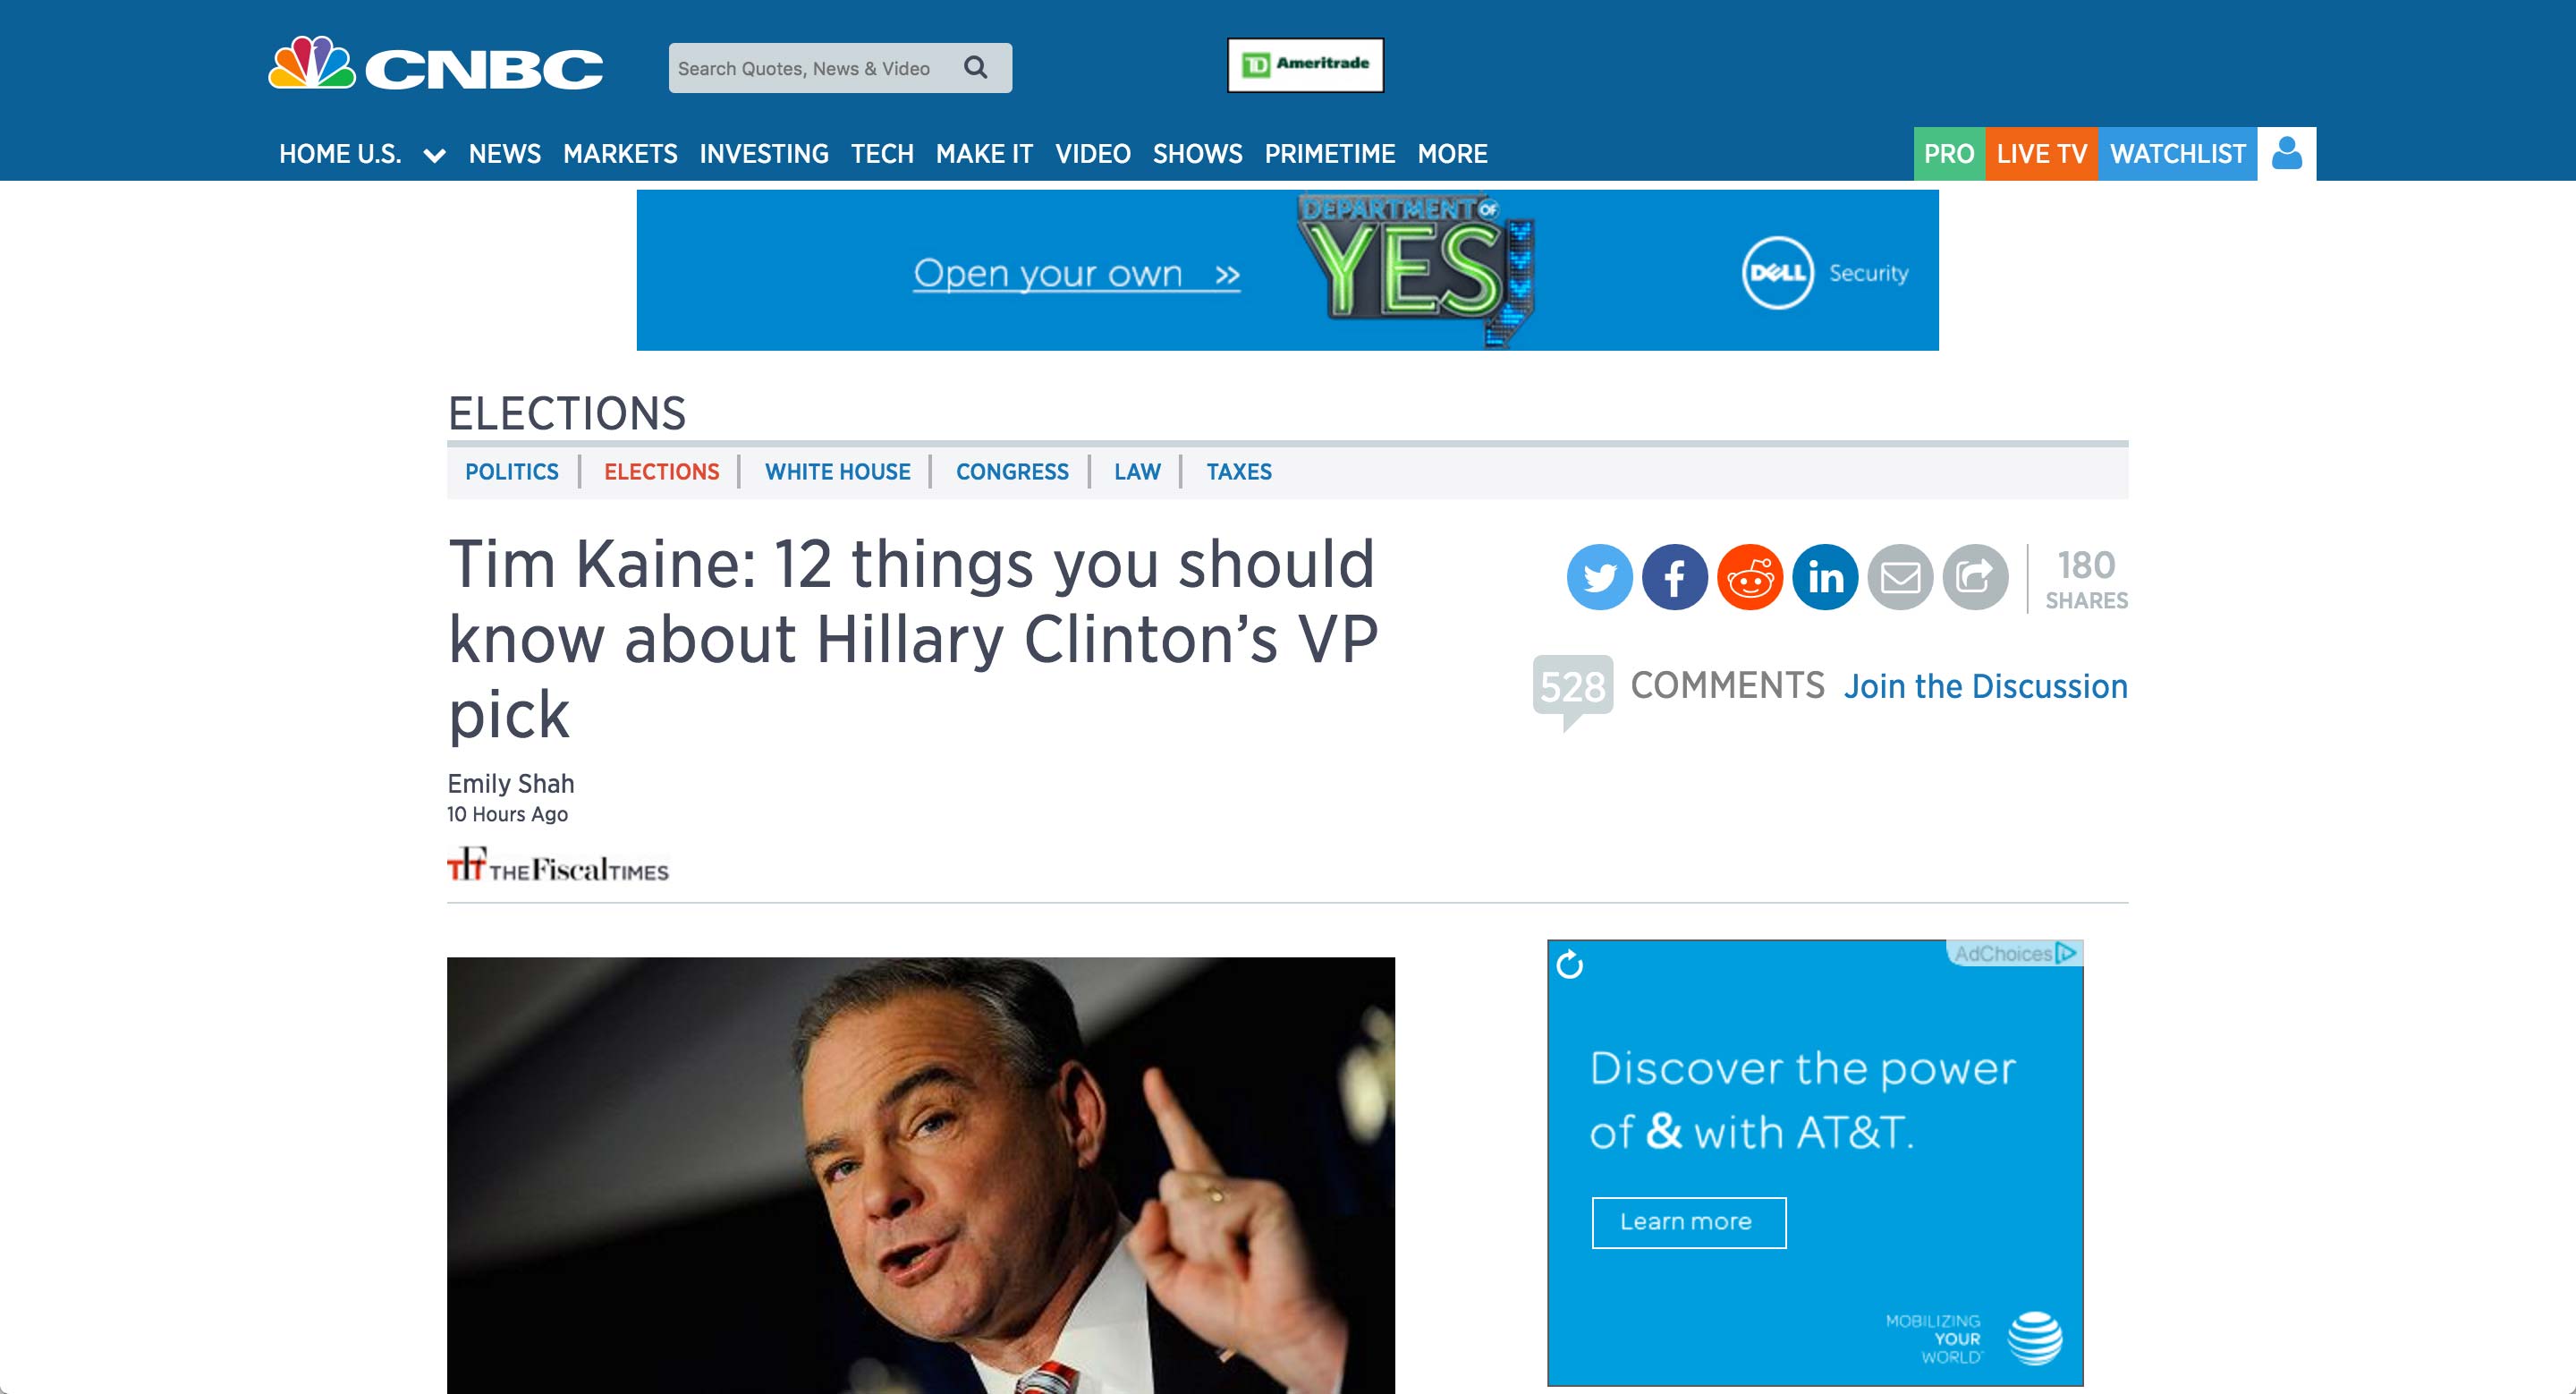 CNBC
Search Quotes, News & Video
TD Ameritrade
HOME U.S. NEWS MARKETS INVESTING TECH MAKE IT VIDEO SHOWS PRIMETIME MORE
PRO LIVE TV WATCHLIST
Open your own »
DEPARTMENT OF
YES
DELL Security
ELECTIONS
POLITICS ELECTIONS WHITE HOUSE CONGRESS LAW TAXES
Tim Kaine: 12 things you should
know about Hillary Clinton’s VP
pick
180
SHARES
528 COMMENTS Join the Discussion
Emily Shah
10 Hours Ago
TFT THE Fiscal TIMES
AdChoices
Discover the power
of & with AT&T.
Learn more
MOBILIZING
YOUR
WORLD